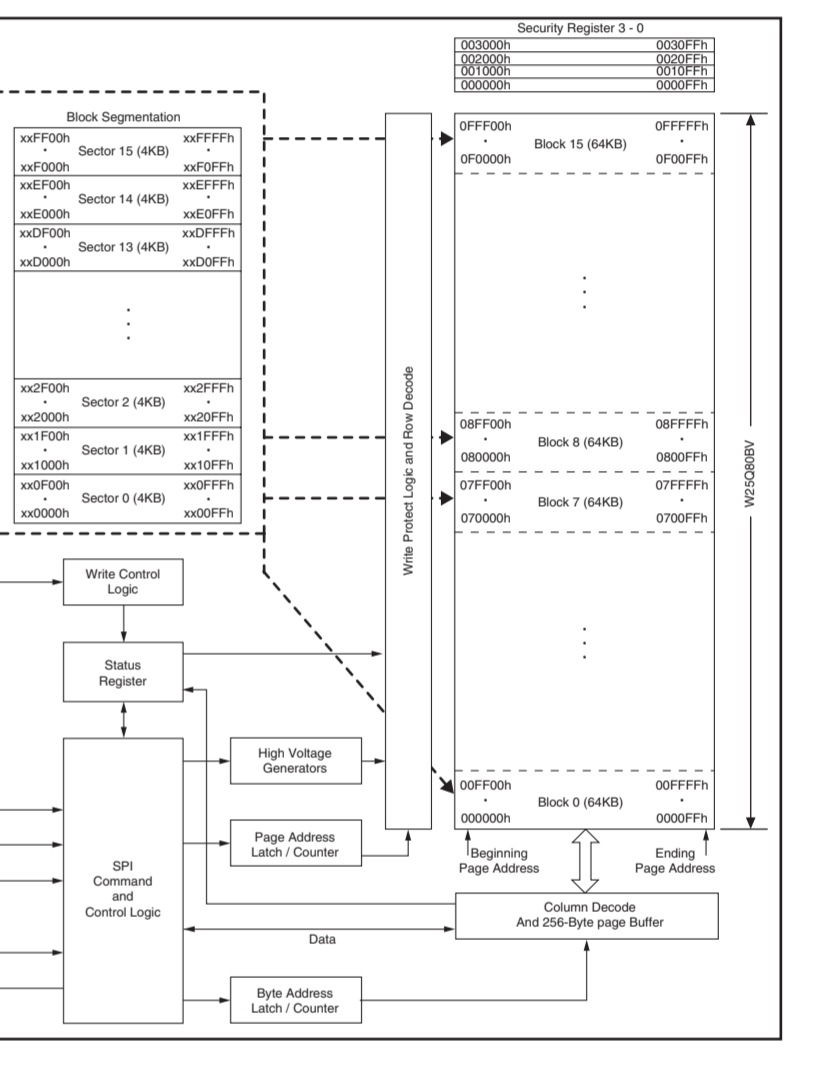 Security Register 3 - 0
003000h 0030FFh
002000h 0020FFh
001000h 0010FFh
000000h 0000FFh
Block Segmentation
xxFF00h xxFFFFh
· Sector 15 (4KB) ·
xxF000h xxF0FFh
xxEF00h xxEFFFh
· Sector 14 (4KB) ·
xxE000h xxE0FFh
xxDF00h xxDFFFh
· Sector 13 (4KB) ·
xxD000h xxD0FFh
xx2F00h xx2FFFh
· Sector 2 (4KB) ·
xx2000h xx20FFh
xx1F00h xx1FFFh
· Sector 1 (4KB) ·
xx1000h xx10FFh
xx0F00h xx0FFFh
· Sector 0 (4KB) ·
xx0000h xx00FFh
Write Protect Logic and Row Decode
0FFF00h 0FFFFFh
· Block 15 (64KB) ·
0F0000h 0F00FFh
08FF00h 08FFFFh
· Block 8 (64KB) ·
080000h 0800FFh
07FF00h 07FFFFh
· Block 7 (64KB) ·
070000h 0700FFh
00FF00h 00FFFFh
· Block 0 (64KB) ·
000000h 0000FFh
W25Q80BV
Beginning
Page Address
Ending
Page Address
Write Control
Logic
Status
Register
High Voltage
Generators
Page Address
Latch / Counter
SPI
Command
and
Control Logic
Column Decode
And 256-Byte page Buffer
Data
Byte Address
Latch / Counter